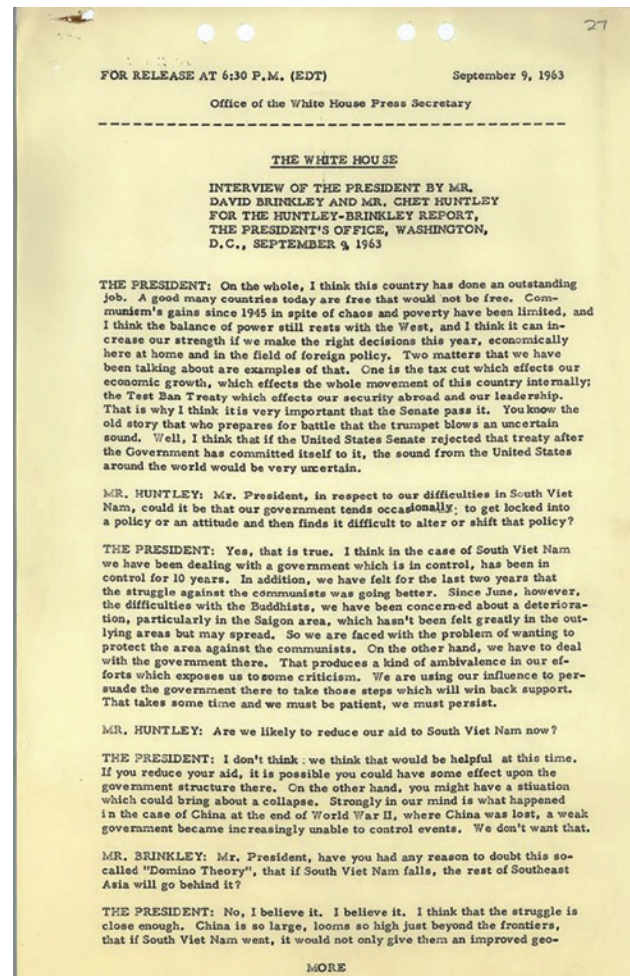 27
FOR RELEASE AT 6:30 P.M. (EDT) September 9, 1963
Office of the White House Press Secretary
THE WHITE HOUSE
INTERVIEW OF THE PRESIDENT BY MR.
DAVID BRINKLEY AND MR. CHET HUNTLEY
FOR THE HUNTLEY-BRINKLEY REPORT,
THE PRESIDENT'S OFFICE, WASHINGTON,
D.C., SEPTEMBER 9, 1963
THE PRESIDENT: On the whole, I think this country has done an outstanding
job. A good many countries today are free that would not be free. Com-
munism's gains since 1945 in spite of chaos and poverty have been limited, and
I think the balance of power still rests with the West, and I think it can in-
crease our strength if we make the right decisions this year, economically
here at home and in the field of foreign policy. Two matters that we have
been talking about are examples of that. One is the tax cut which effects our
economic growth, which effects the whole movement of this country internally;
the Test Ban Treaty which effects our security abroad and our leadership.
That is why I think it is very important that the Senate pass it. You know the
old story that who prepares for battle that the trumpet blows an uncertain
sound. Well, I think that if the United States Senate rejected that treaty after
the Government has committed itself to it, the sound from the United States
around the world would be very uncertain.
MR. HUNTLEY: Mr. President, in respect to our difficulties in South Viet
Nam, could it be that our government tends occasionally; to get locked into
a policy or an attitude and then finds it difficult to alter or shift that policy?
THE PRESIDENT: Yes, that is true. I think in the case of South Viet Nam
we have been dealing with a government which is in control, has been in
control for 10 years. In addition, we have felt for the last two years that
the struggle against the communists was going better. Since June, however,
the difficulties with the Buddhists, we have been concerned about a deteriora-
tion, particularly in the Saigon area, which hasn't been felt greatly in the out-
lying areas but may spread. So we are faced with the problem of wanting to
protect the area against the communists. On the other hand, we have to deal
with the government there. That produces a kind of ambivalence in our ef-
forts which exposes us to some criticism. We are using our influence to per-
suade the government there to take those steps which will win back support.
That takes some time and we must be patient, we must persist.
MR. HUNTLEY: Are we likely to reduce our aid to South Viet Nam now?
THE PRESIDENT: I don't think : we think that would be helpful at this time.
If you reduce your aid, it is possible you could have some effect upon the
government structure there. On the other hand, you might have a stiuation
which could bring about a collapse. Strongly in our mind is what happened
in the case of China at the end of World War II, where China was lost, a weak
government became increasingly unable to control events. We don't want that.
MR. BRINKLEY: Mr. President, have you had any reason to doubt this so-
called "Domino Theory", that if South Viet Nam falls, the rest of Southeast
Asia will go behind it?
THE PRESIDENT: No, I believe it. I believe it. I think that the struggle is
close enough. China is so large, looms so high just beyond the frontiers,
that if South Viet Nam went, it would not only give them an improved geo-
MORE